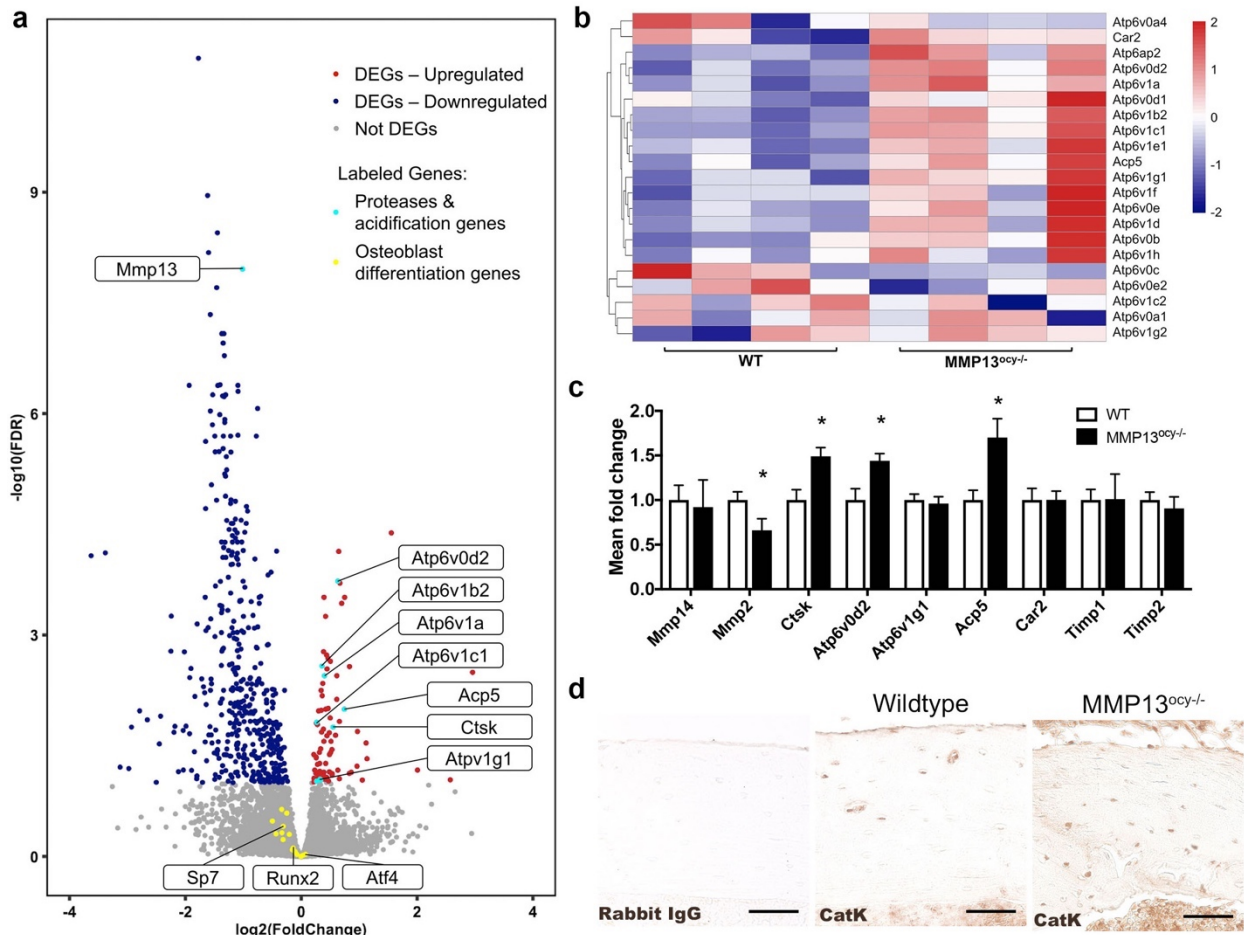 a
DEGs – Upregulated
DEGs – Downregulated
Not DEGs
Labeled Genes:
Proteases &
acidification genes
Osteoblast
differentiation genes
9
6
3
0
-log10(FDR)
Mmp13
Atp6v0d2
Atp6v1b2
Atp6v1a
Atp6v1c1
Acp5
Ctsk
Atpv1g1
Sp7
Runx2
Atf4
-4
-2
0
2
4
log2(FoldChange)
b
Atp6v0a4
Car2
Atp6ap2
Atp6v0d2
Atp6v1a
Atp6v0d1
Atp6v1b2
Atp6v1c1
Atp6v1e1
Acp5
Atp6v1g1
Atp6v1f
Atp6v0e
Atp6v1d
Atp6v0b
Atp6v1h
Atp6v0c
Atp6v0e2
Atp6v1c2
Atp6v0a1
Atp6v1g2
2
1
0
-1
-2
WT
MMP13ocy-/-
c
2.0
1.5
1.0
0.5
0.0
Mean fold change
*
*
*
*
WT
MMP13ocy-/-
Mmp14
Mmp2
Ctsk
Atp6v0d2
Atp6v1g1
Acp5
Car2
Timp1
Timp2
d
Wildtype
MMP13ocy-/-
Rabbit IgG
CatK
CatK